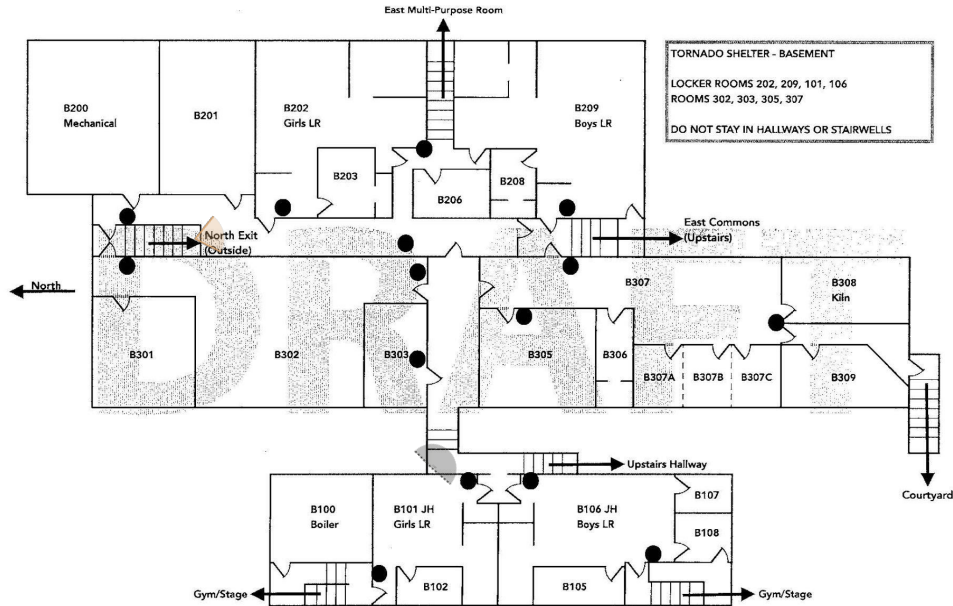 East Multi-Purpose Room
TORNADO SHELTER - BASEMENT
LOCKER ROOMS 202, 209, 101, 106
ROOMS 302, 303, 305, 307
DO NOT STAY IN HALLWAYS OR STAIRWELLS
B200
Mechanical
B201
B202
Girls LR
B209
Boys LR
B203
B206
B208
North Exit
(Outside)
East Commons
(Upstairs)
DRAFT
North
B307
B308
Kiln
B301
B302
B303
B305
B306
B307A
B307B
B307C
B309
Upstairs Hallway
Courtyard
B100
Boiler
B101 JH
Girls LR
B106 JH
Boys LR
B107
B108
B102
B105
Gym/Stage
Gym/Stage